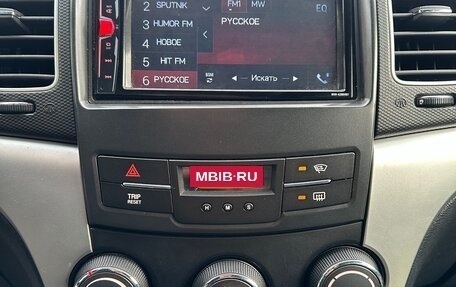 2 SPUTNIK
FM1 MW EQ
3 HUMOR FM
РУССКОЕ
4 НОВОЕ
5 HIT FM
6 РУССКОЕ
Искать
MBIB·RU
TRIP
RESET
H M S